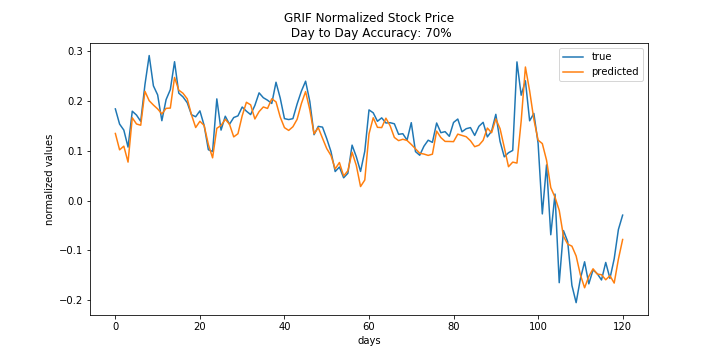 GRIF Normalized Stock Price
Day to Day Accuracy: 70%
true
predicted
normalized values
0.3
0.2
0.1
0.0
−0.1
−0.2
0 20 40 60 80 100 120
days